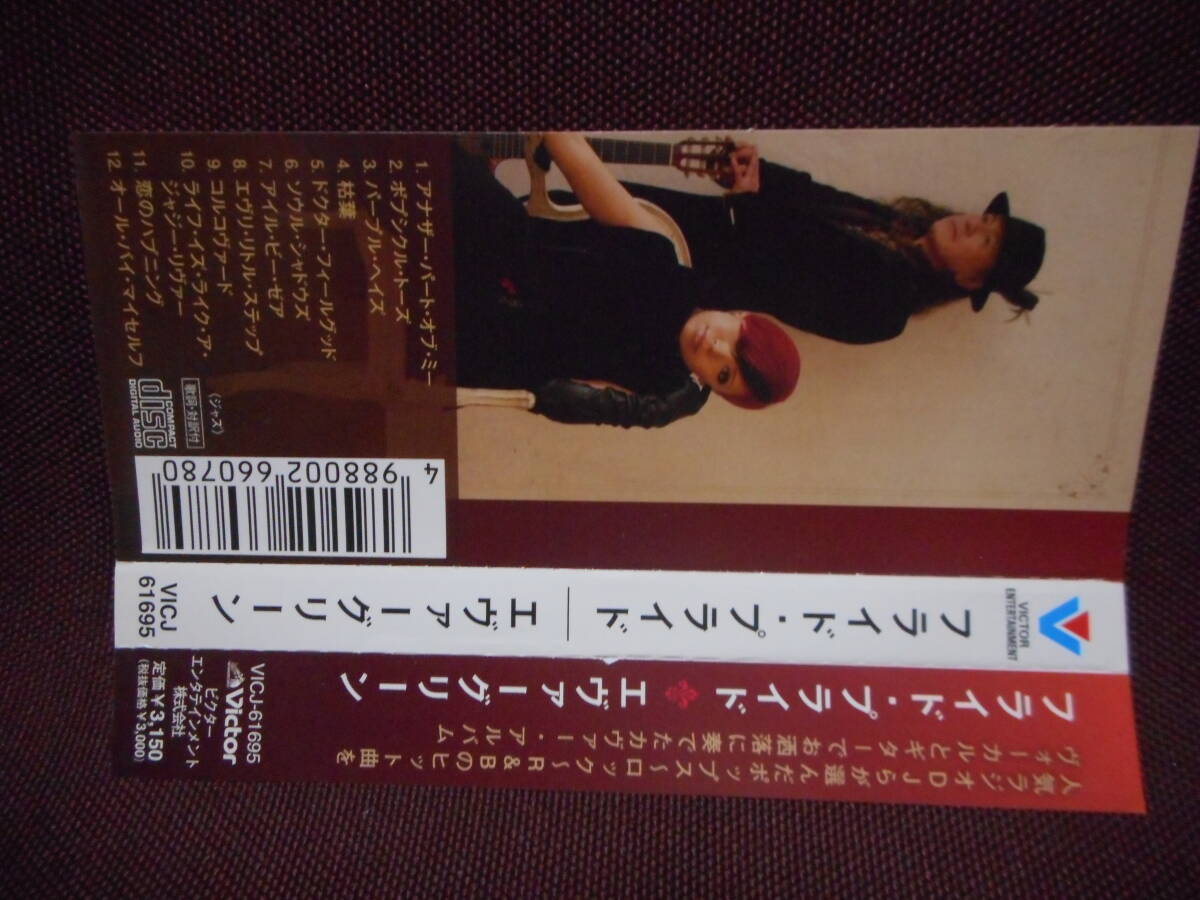 1. アナザー・パート・オブ・ミー
2. ポプシクル・トーズ
3. パープル・ヘイズ
4. 枯葉
5. ドクター・フィールグッド
6. ソウル・シャドウズ
7. アイル・ビー・ゼア
8. エヴリ・リトル・ステップ
9. コルコヴァード
10. ライフ・イズ・ライク・ア・
ジャジー・リヴァー
11. 恋のハプニング
12. オール・バイ・マイセルフ
〈ジャズ〉
歌詞・対訳付
COMPACT
disc
DIGITAL AUDIO
4 988002 660780
VICTOR
ENTERTAINMENT
フライド・プライド
エヴァーグリーン
VICJ
61695
フライド・プライド エヴァーグリーン
人気ラジオDJらが選んだポップス〜ロック〜R&Bのヒット曲を
ヴォーカルとギターでお洒落に奏でたカヴァー・アルバム
VICJ-61695
Victor
ビクター
エンタテインメント
株式会社
定価￥3,150
(税抜価格￥3,000)